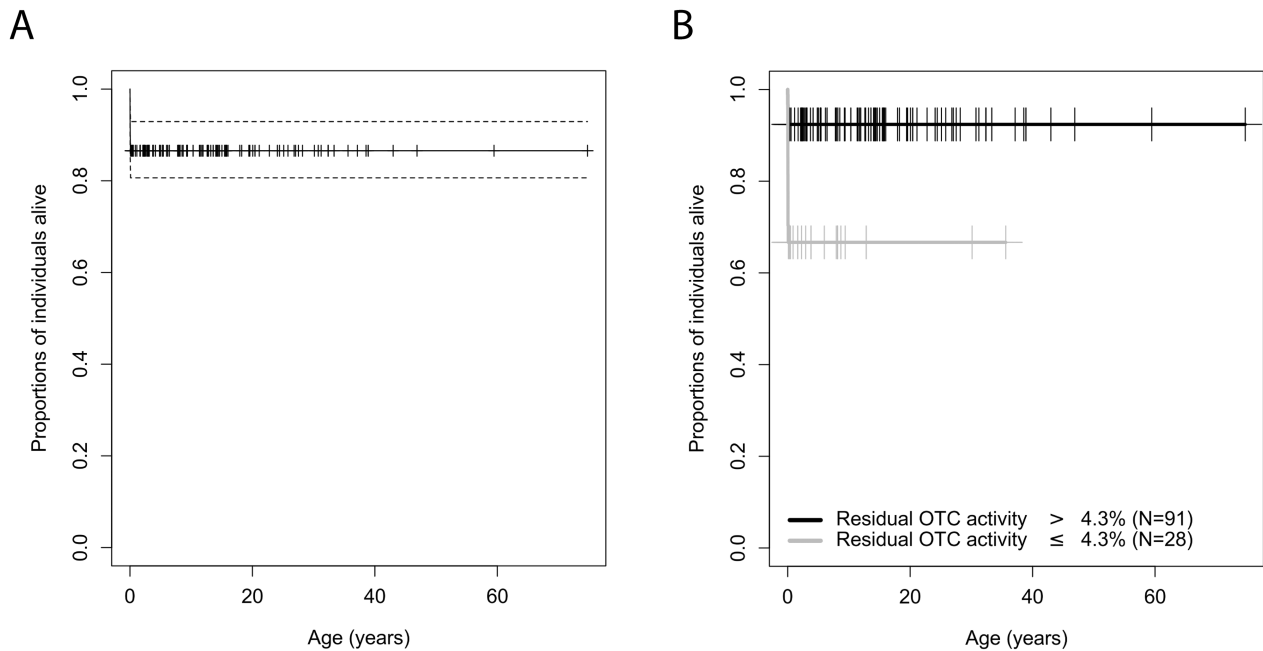 A
Proportions of individuals alive
1.0
0.8
0.6
0.4
0.2
0.0
0 20 40 60
Age (years)
B
Proportions of individuals alive
1.0
0.8
0.6
0.4
0.2
0.0
Residual OTC activity > 4.3% (N=91)
Residual OTC activity ≤ 4.3% (N=28)
0 20 40 60
Age (years)